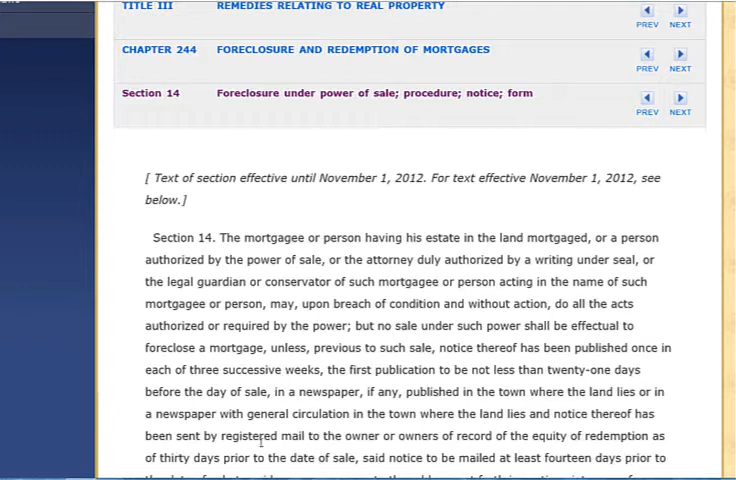 TITLE III REMEDIES RELATING TO REAL PROPERTY
PREV NEXT
CHAPTER 244 FORECLOSURE AND REDEMPTION OF MORTGAGES
PREV NEXT
Section 14 Foreclosure under power of sale; procedure; notice; form
PREV NEXT
[ Text of section effective until November 1, 2012. For text effective November 1, 2012, see
below.]
Section 14. The mortgagee or person having his estate in the land mortgaged, or a person
authorized by the power of sale, or the attorney duly authorized by a writing under seal, or
the legal guardian or conservator of such mortgagee or person acting in the name of such
mortgagee or person, may, upon breach of condition and without action, do all the acts
authorized or required by the power; but no sale under such power shall be effectual to
foreclose a mortgage, unless, previous to such sale, notice thereof has been published once in
each of three successive weeks, the first publication to be not less than twenty-one days
before the day of sale, in a newspaper, if any, published in the town where the land lies or in
a newspaper with general circulation in the town where the land lies and notice thereof has
been sent by registered mail to the owner or owners of record of the equity of redemption as
of thirty days prior to the date of sale, said notice to be mailed at least fourteen days prior to